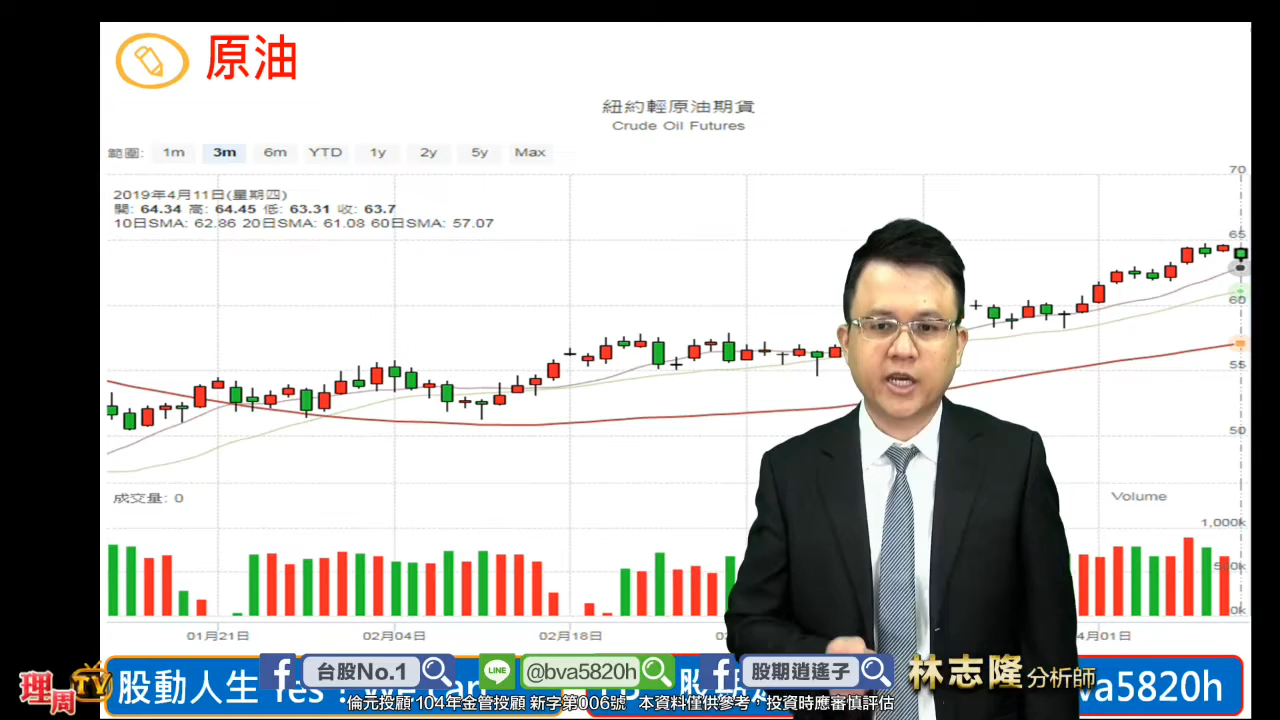 原油
紐約輕原油期貨
Crude Oil Futures
範圍: 1m 3m 6m YTD 1y 2y 5y Max
2019年4月11日(星期四)
開: 64.34 高: 64.45 低: 63.31 收: 63.7
10日SMA: 62.86 20日SMA: 61.08 60日SMA: 57.07
70
65
60
55
50
成交量: 0
Volume
1,000k
500k
0k
01月21日 02月04日 02月18日
台股No.1
LINE @bva5820h
股期逍遙子
林志隆 分析師
理周TV
股動人生 Yes
倫元投顧 104年金管投顧 新字第006號 本資料僅供參考，投資時應審慎評估